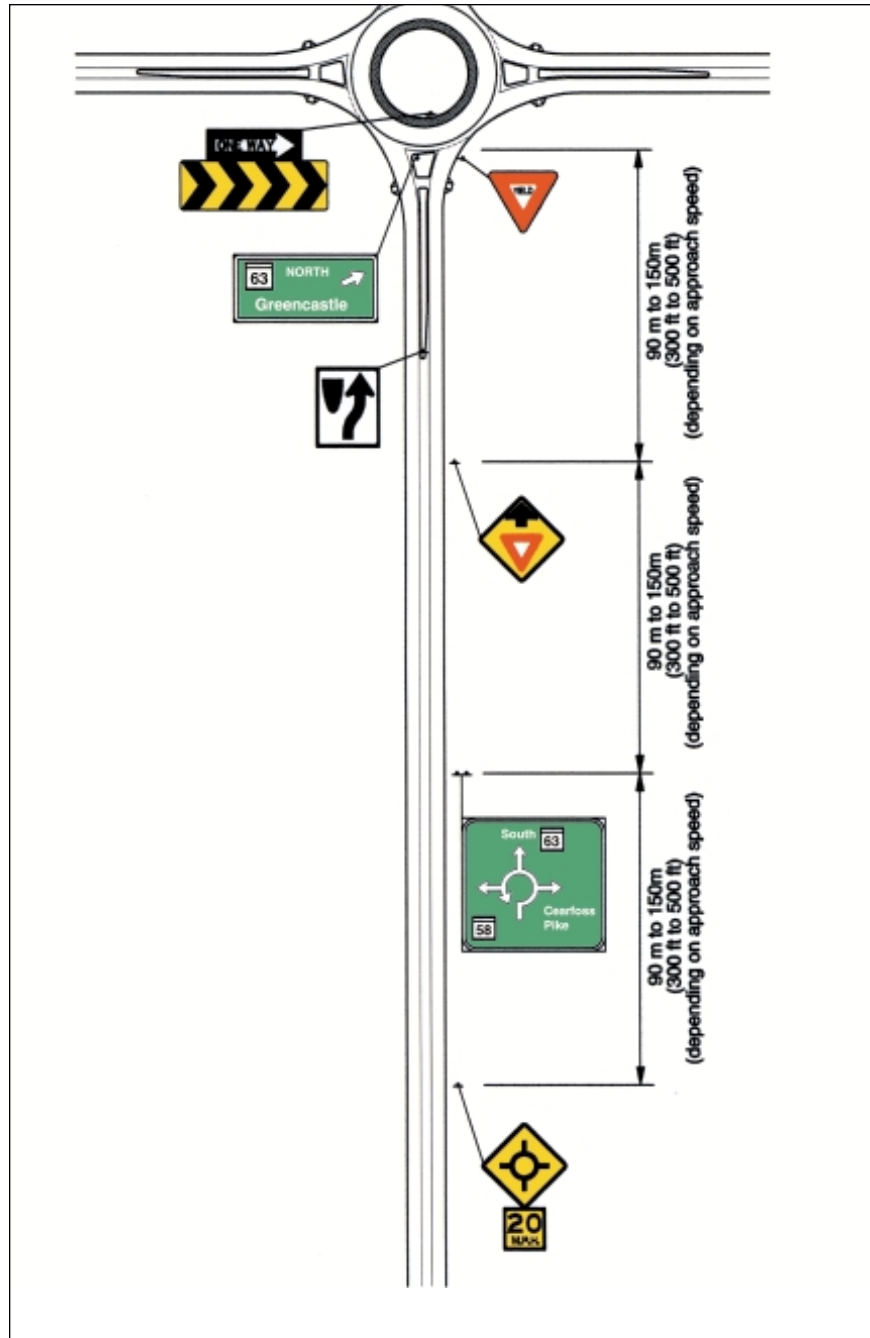 ONE WAY
YIELD
63 NORTH
Greencastle
90 m to 150m
(300 ft to 500 ft)
(depending on approach speed)
90 m to 150m
(300 ft to 500 ft)
(depending on approach speed)
South 63
Cearfoss
Pike
58
90 m to 150m
(300 ft to 500 ft)
(depending on approach speed)
20
M.P.H.